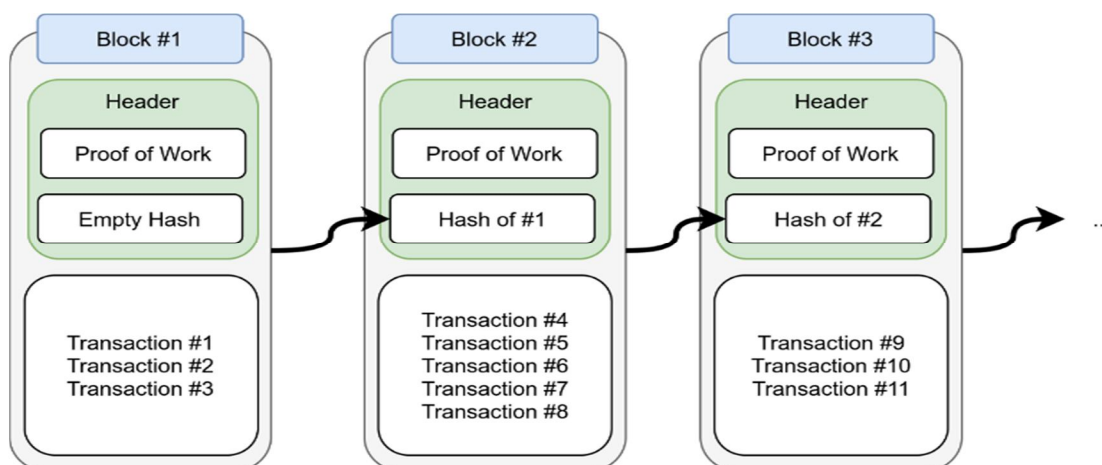 Block #1
Header
Proof of Work
Empty Hash
Transaction #1
Transaction #2
Transaction #3
Block #2
Header
Proof of Work
Hash of #1
Transaction #4
Transaction #5
Transaction #6
Transaction #7
Transaction #8
Block #3
Header
Proof of Work
Hash of #2
Transaction #9
Transaction #10
Transaction #11
..